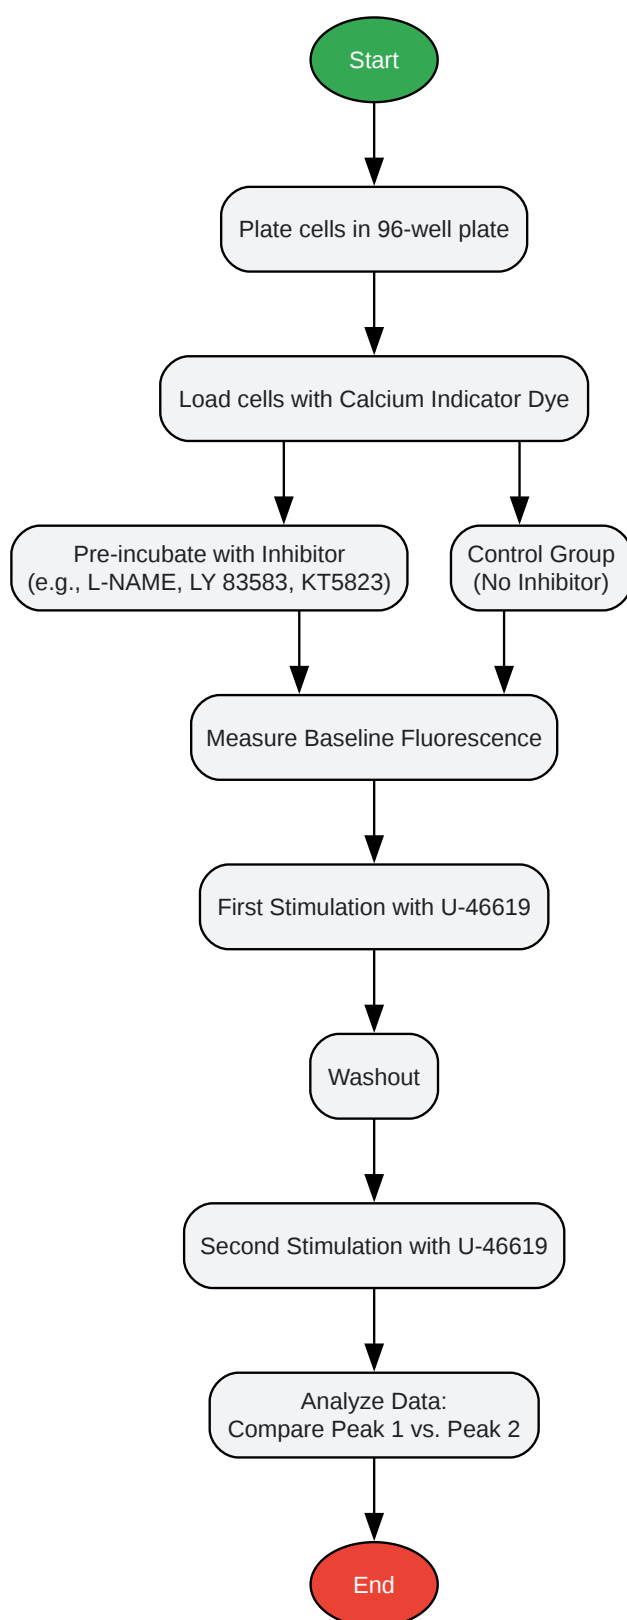 Start
Plate cells in 96-well plate
Load cells with Calcium Indicator Dye
Pre-incubate with Inhibitor
(e.g., L-NAME, LY 83583, KT5823)
Control Group
(No Inhibitor)
Measure Baseline Fluorescence
First Stimulation with U-46619
Washout
Second Stimulation with U-46619
Analyze Data:
Compare Peak 1 vs. Peak 2
End